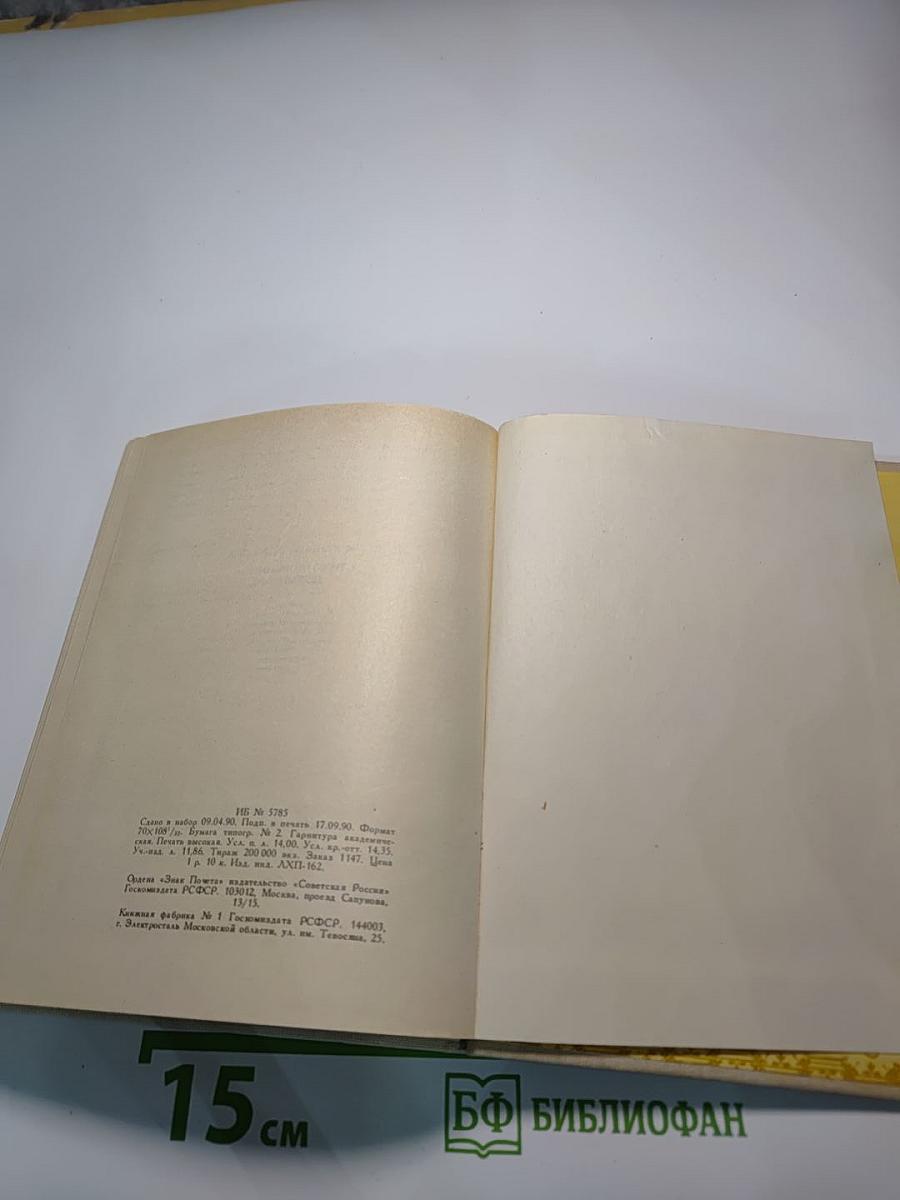 ИБ № 5785
Сдано в набор 09.04.90. Подп. в печать 17.09.90. Формат
70×108¹/₃₂. Бумага типогр. № 2. Гарнитура академиче-
ская. Печать высокая. Усл. п. л. 14,00. Усл. кр.-отт. 14,35.
Уч.-изд. л. 11,86. Тираж 200 000 экз. Заказ 1147. Цена
1 р. 10 к. Изд. инд. ЛХП-162.
Ордена «Знак Почета» издательство «Советская Россия»
Госкомиздата РСФСР. 103012, Москва, проезд Сапунова,
13/15.
Книжная фабрика № 1 Госкомиздата РСФСР. 144003,
г. Электросталь Московской области, ул. им. Тевосяна, 25.
15 см
БФ БИБЛИОФАН